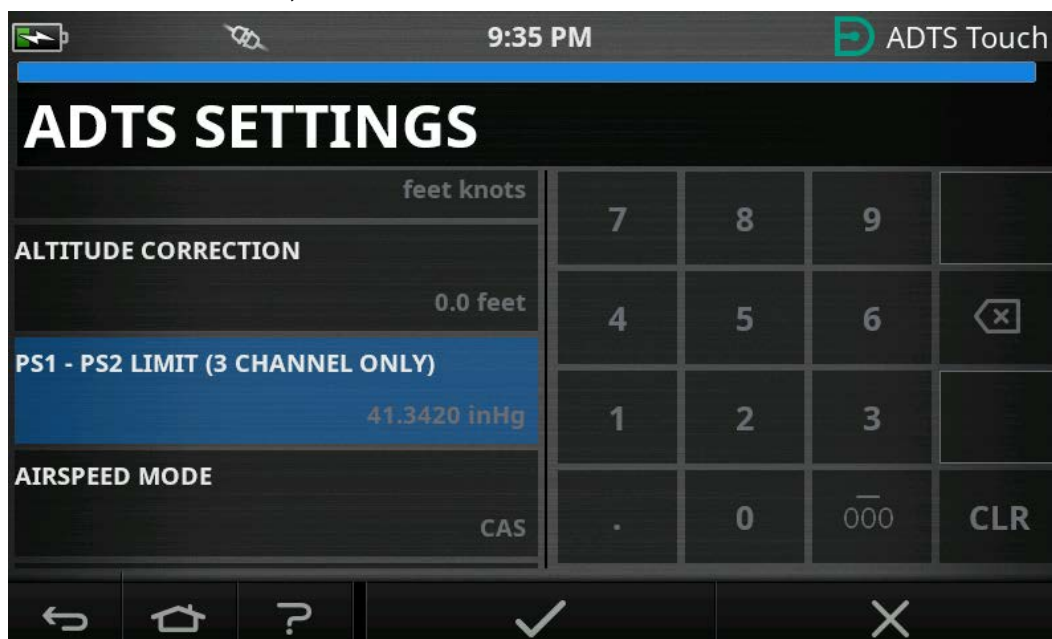 9:35 PM
ADTS Touch
ADTS SETTINGS
feet knots
ALTITUDE CORRECTION
0.0 feet
PS1 - PS2 LIMIT (3 CHANNEL ONLY)
41.3420 inHg
AIRSPEED MODE
CAS
7 8 9
4 5 6
1 2 3
. 0 000 CLR